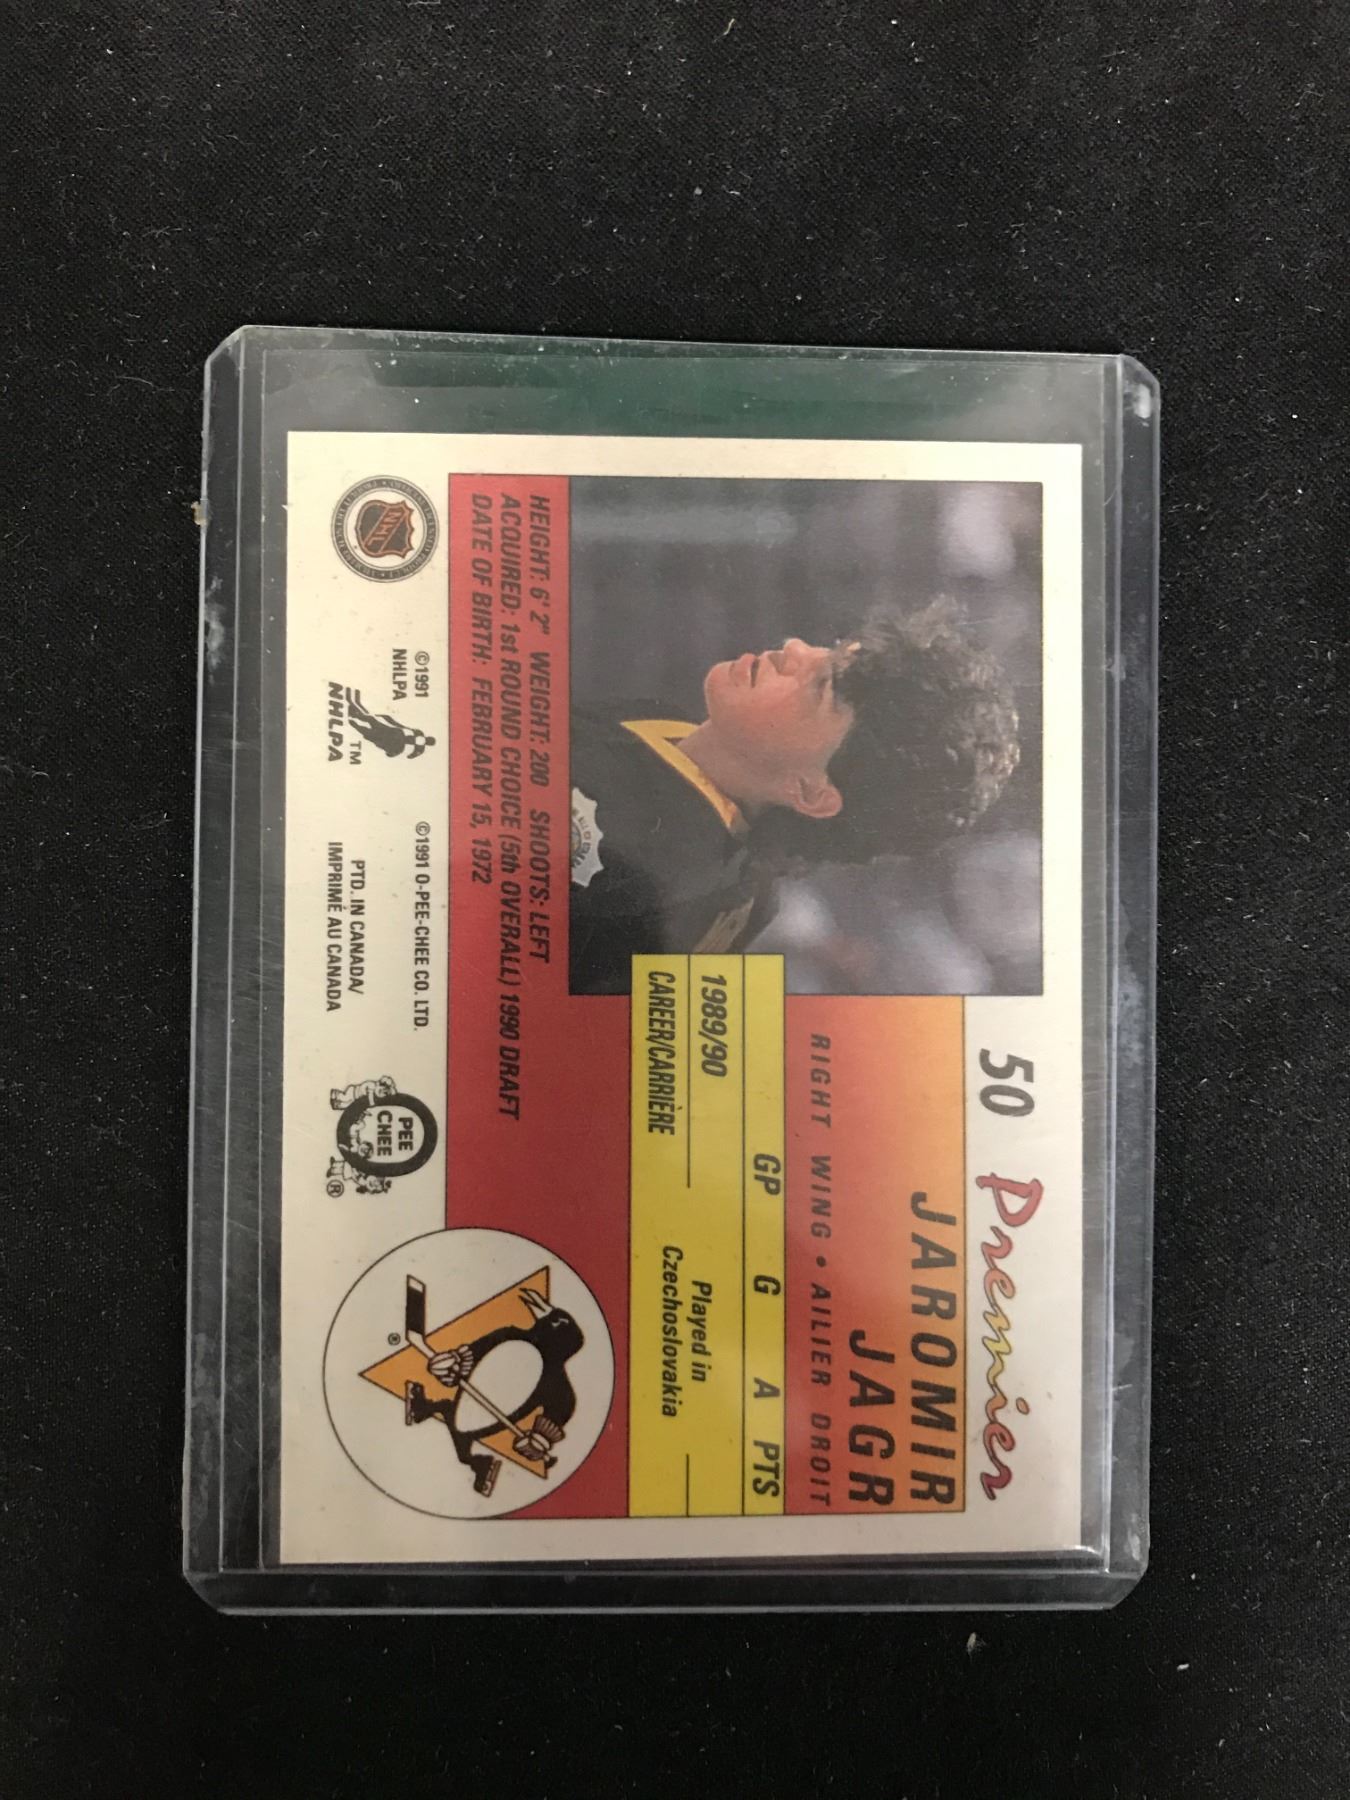 50 Premier
JAROMIR
JAGR
RIGHT WING • AILIER DROIT
GP G A PTS
1989/90 Played in
CAREER/CARRIÈRE Czechoslovakia
HEIGHT: 6' 2" WEIGHT: 200 SHOOTS: LEFT
ACQUIRED: 1st ROUND CHOICE (5th OVERALL) 1990 DRAFT
DATE OF BIRTH: FEBRUARY 15, 1972
NHL
©1991
NHLPA
TM
NHLPA
©1991 O-PEE-CHEE CO. LTD.
PTD. IN CANADA/
IMPRIMÉ AU CANADA
O PEE
CHEE
®
®